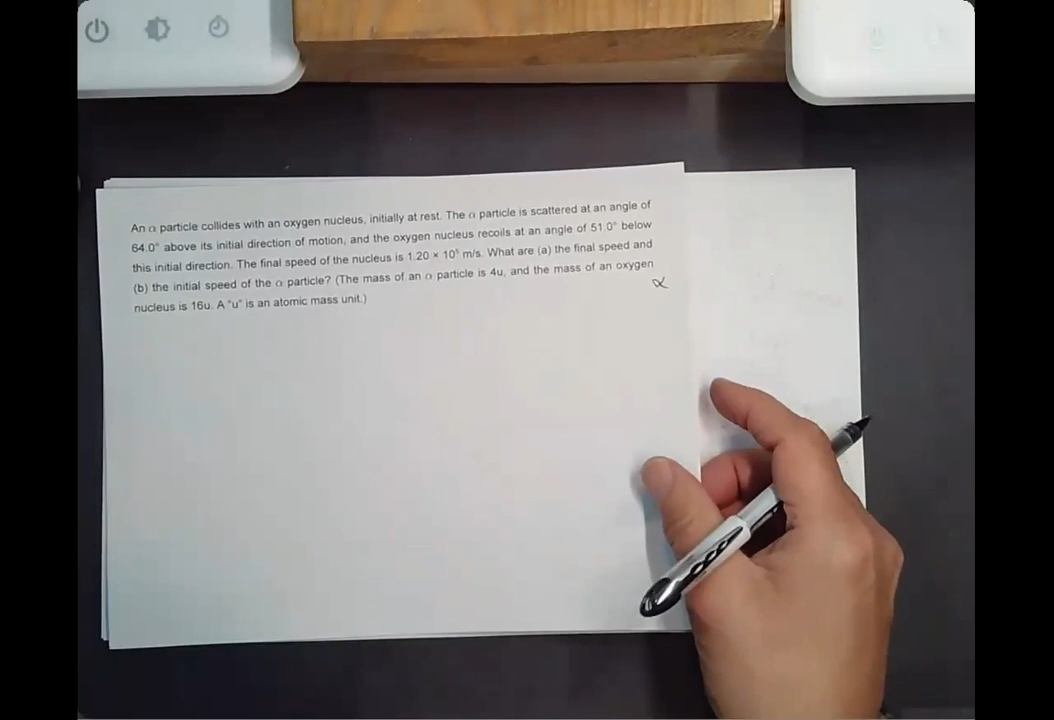 An α particle collides with an oxygen nucleus, initially at rest. The α particle is scattered at an angle of
64.0° above its initial direction of motion, and the oxygen nucleus recoils at an angle of 51.0° below
this initial direction. The final speed of the nucleus is 1.20 × 10⁵ m/s. What are (a) the final speed and
(b) the initial speed of the α particle? (The mass of an α particle is 4u, and the mass of an oxygen
nucleus is 16u. A "u" is an atomic mass unit.)
α